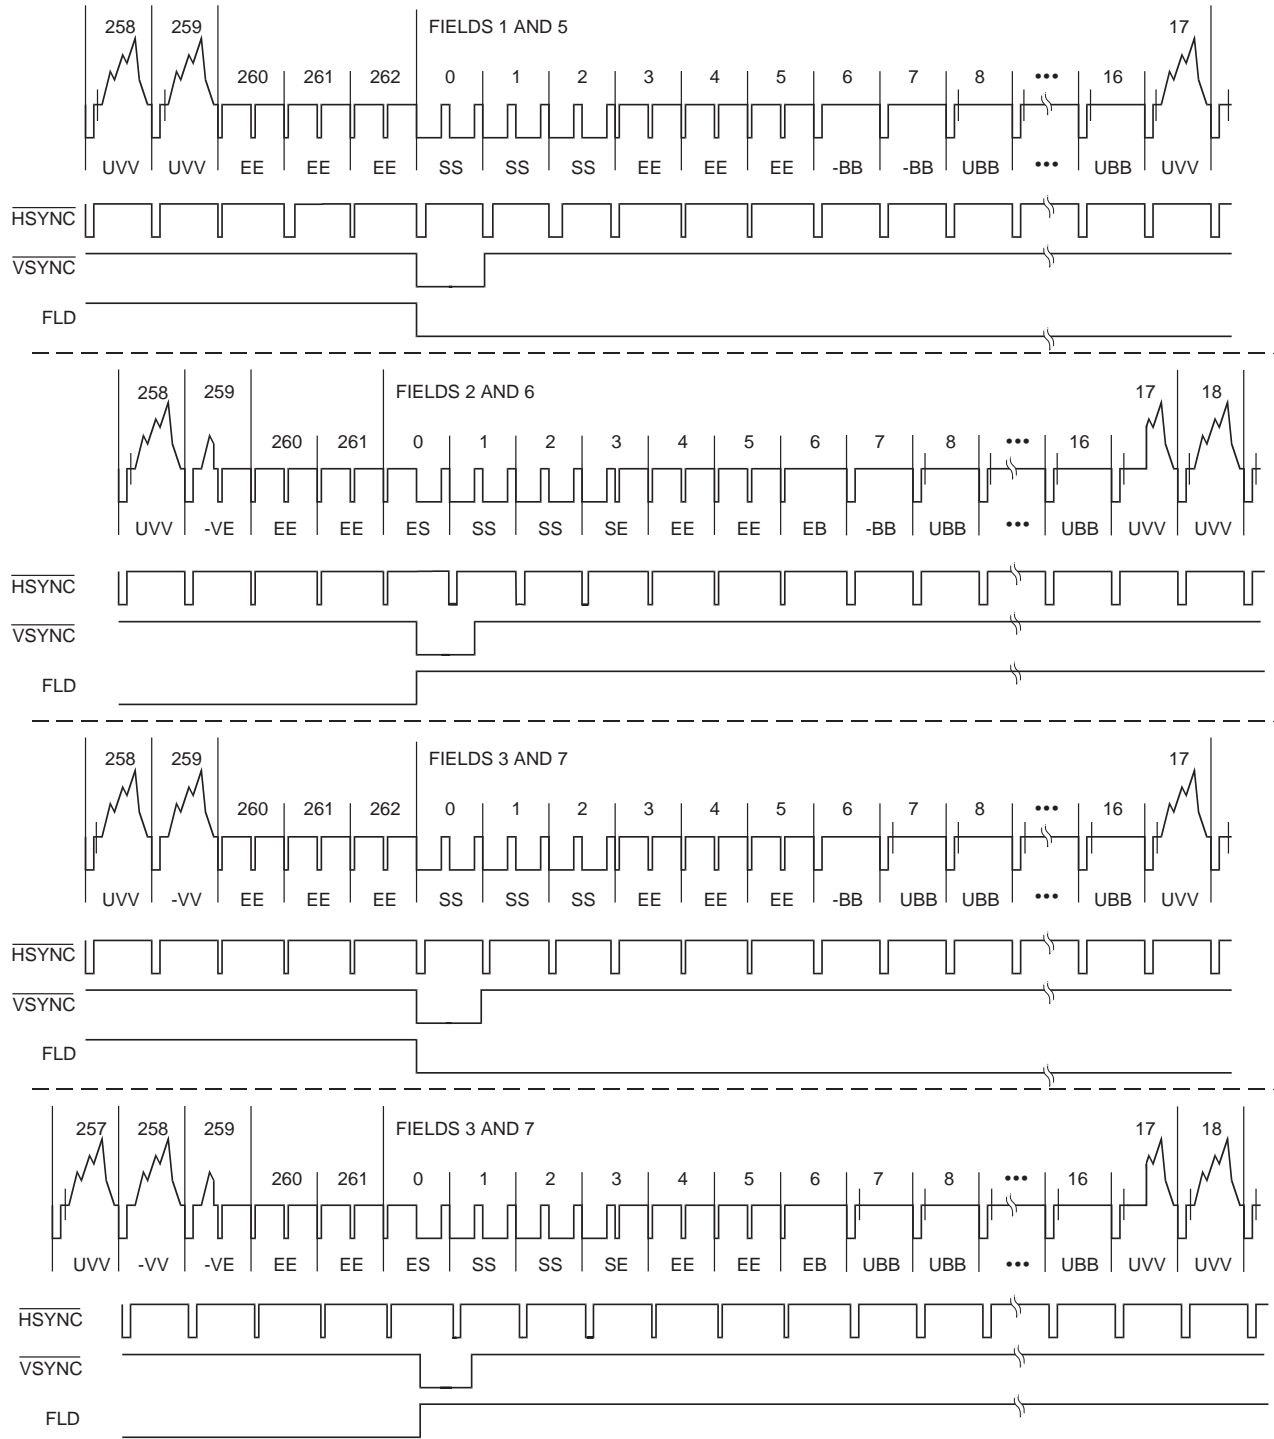 258 259 FIELDS 1 AND 5 17
260 261 262 0 1 2 3 4 5 6 7 8 ••• 16
UVV UVV EE EE EE SS SS SS EE EE EE -BB -BB UBB ••• UBB UVV
HSYNC
VSYNC
FLD
258 259 FIELDS 2 AND 6 17 18
260 261 0 1 2 3 4 5 6 7 8 ••• 16
UVV -VE EE EE ES SS SS SE EE EE EB -BB UBB ••• UBB UVV UVV
HSYNC
VSYNC
FLD
258 259 FIELDS 3 AND 7 17
260 261 262 0 1 2 3 4 5 6 7 8 ••• 16
UVV -VV EE EE EE SS SS SS EE EE EE -BB UBB UBB ••• UBB UVV
HSYNC
VSYNC
FLD
257 258 259 FIELDS 3 AND 7 17 18
260 261 0 1 2 3 4 5 6 7 8 ••• 16
UVV -VV -VE EE EE ES SS SS SE EE EE EB UBB UBB ••• UBB UVV UVV
HSYNC
VSYNC
FLD